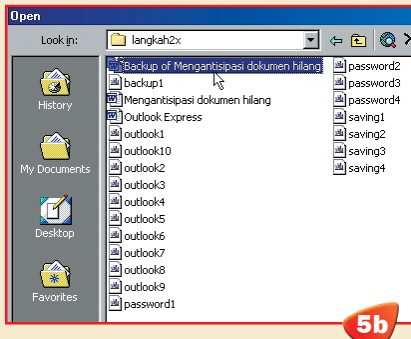 Open
Look in:
langkah2x
History
My Documents
Desktop
Favorites
Backup of Mengantisipasi dokumen hilang
backup1
Mengantisipasi dokumen hilang
Outlook Express
outlook1
outlook10
outlook2
outlook3
outlook4
outlook5
outlook6
outlook7
outlook8
outlook9
password1
password2
password3
password4
saving1
saving2
saving3
saving4
5b